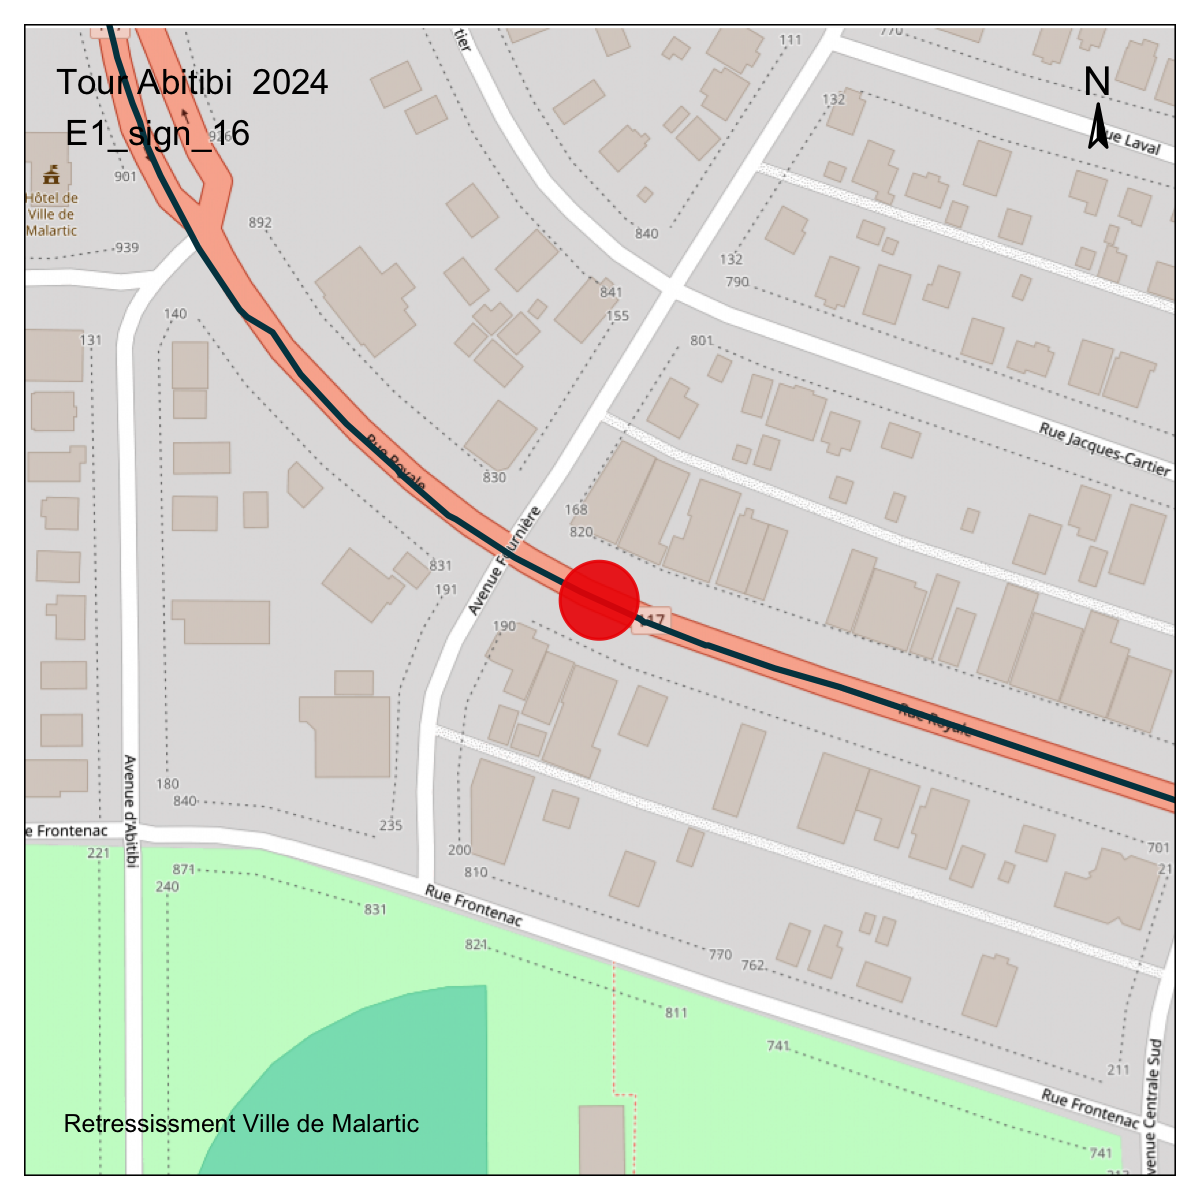 Tour Abitibi 2024
E1_sign_16
N
tier
111
770
132
Rue Laval
926
901
Hôtel de
Ville de
Malartic
939
892
840
132
790
841
155
140
131
801
Rue Jacques-Cartier
Rue Royale
830
168
820
Avenue Fournière
831
191
190
117
Rue Royale
Avenue d'Abitibi
180
840
235
e Frontenac
221
871
240
831
200
810
Rue Frontenac
821
701
21
770
762
811
741
211
Rue Frontenac
venue Centrale Sud
741
Retressissment Ville de Malartic